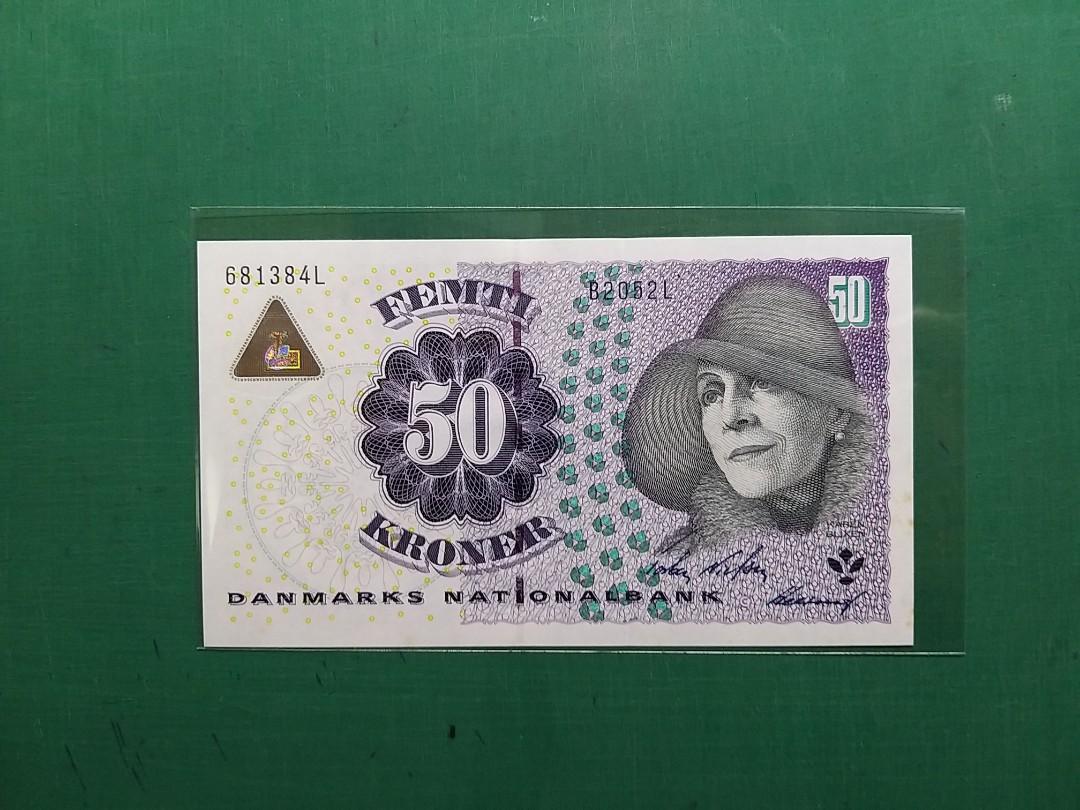 681384L
B2052L
50
FEMTI
50
KRONER
KAREN
BLIXEN
DANMARKS NATIONALBANK